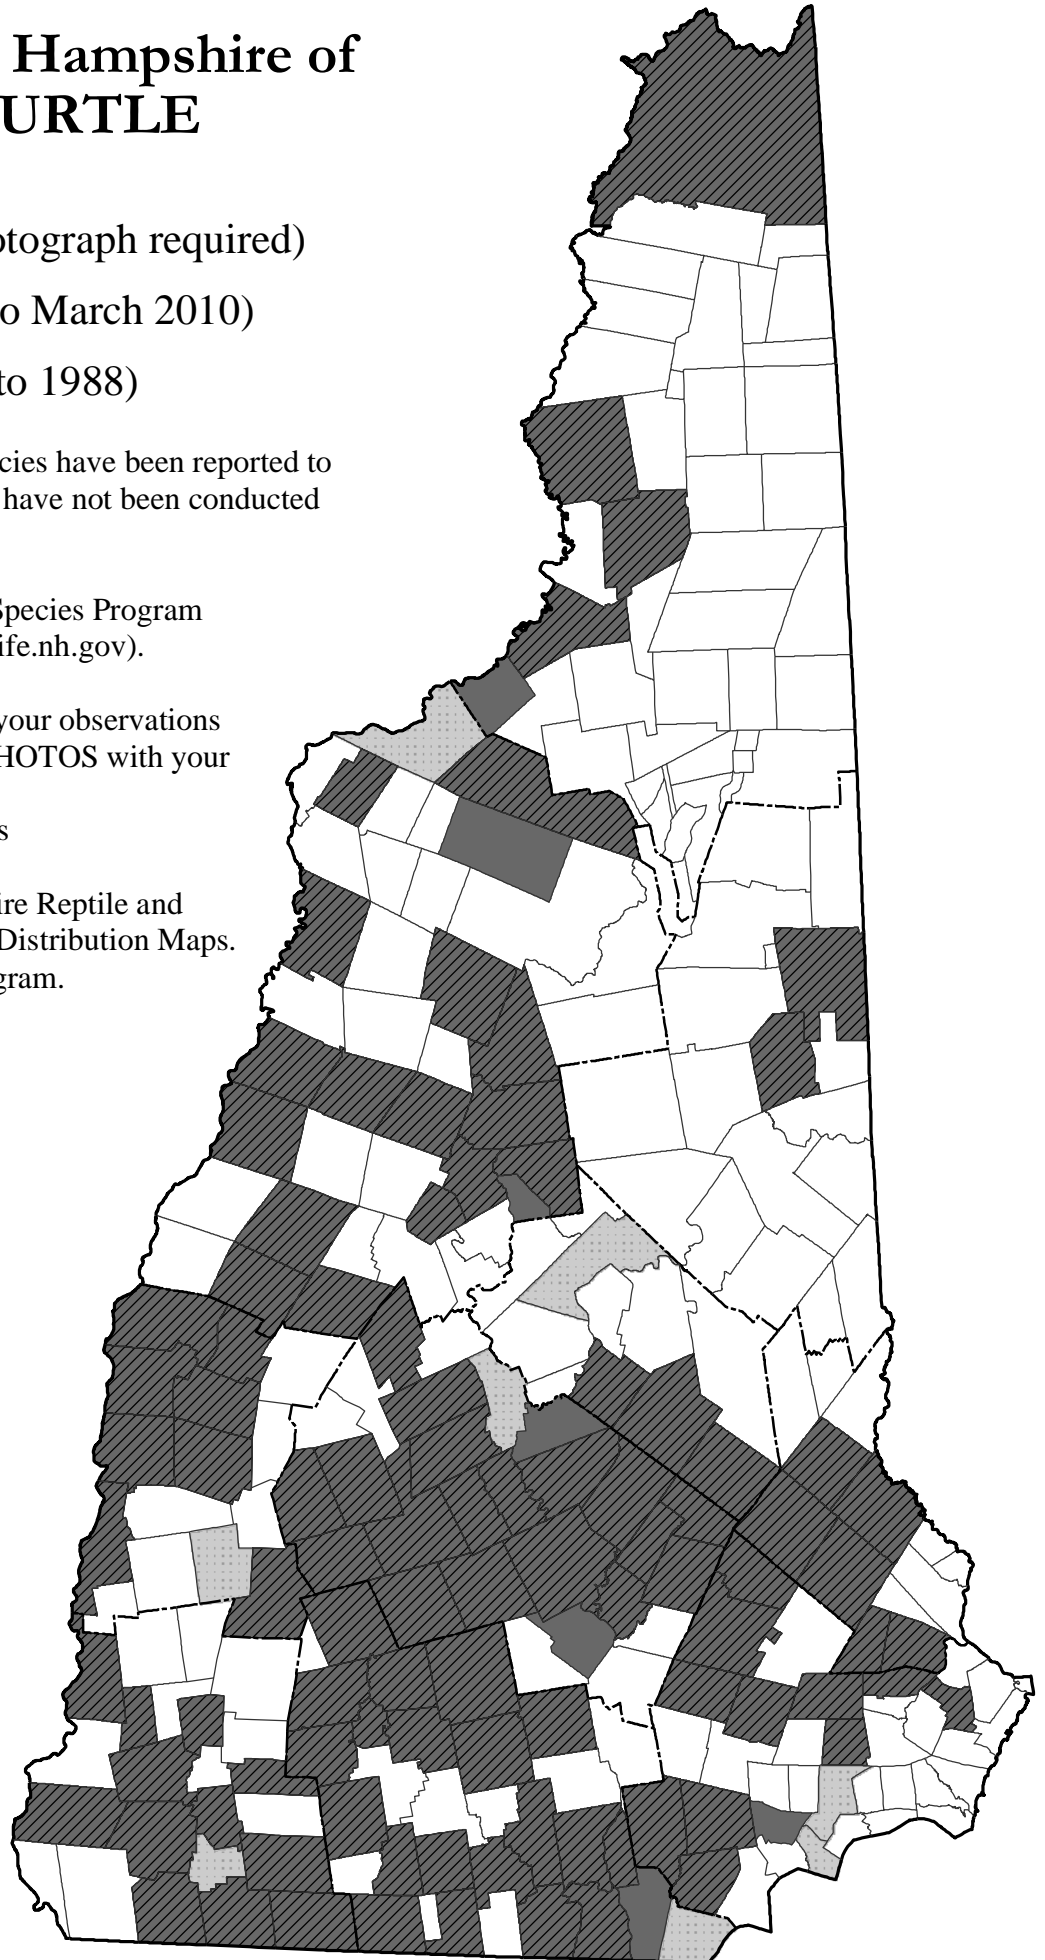 Hampshire of
URTLE
otograph required)
o March 2010)
to 1988)
cies have been reported to
have not been conducted
Species Program
ife.nh.gov).
your observations
HOTOS with your
s
ire Reptile and
Distribution Maps.
gram.